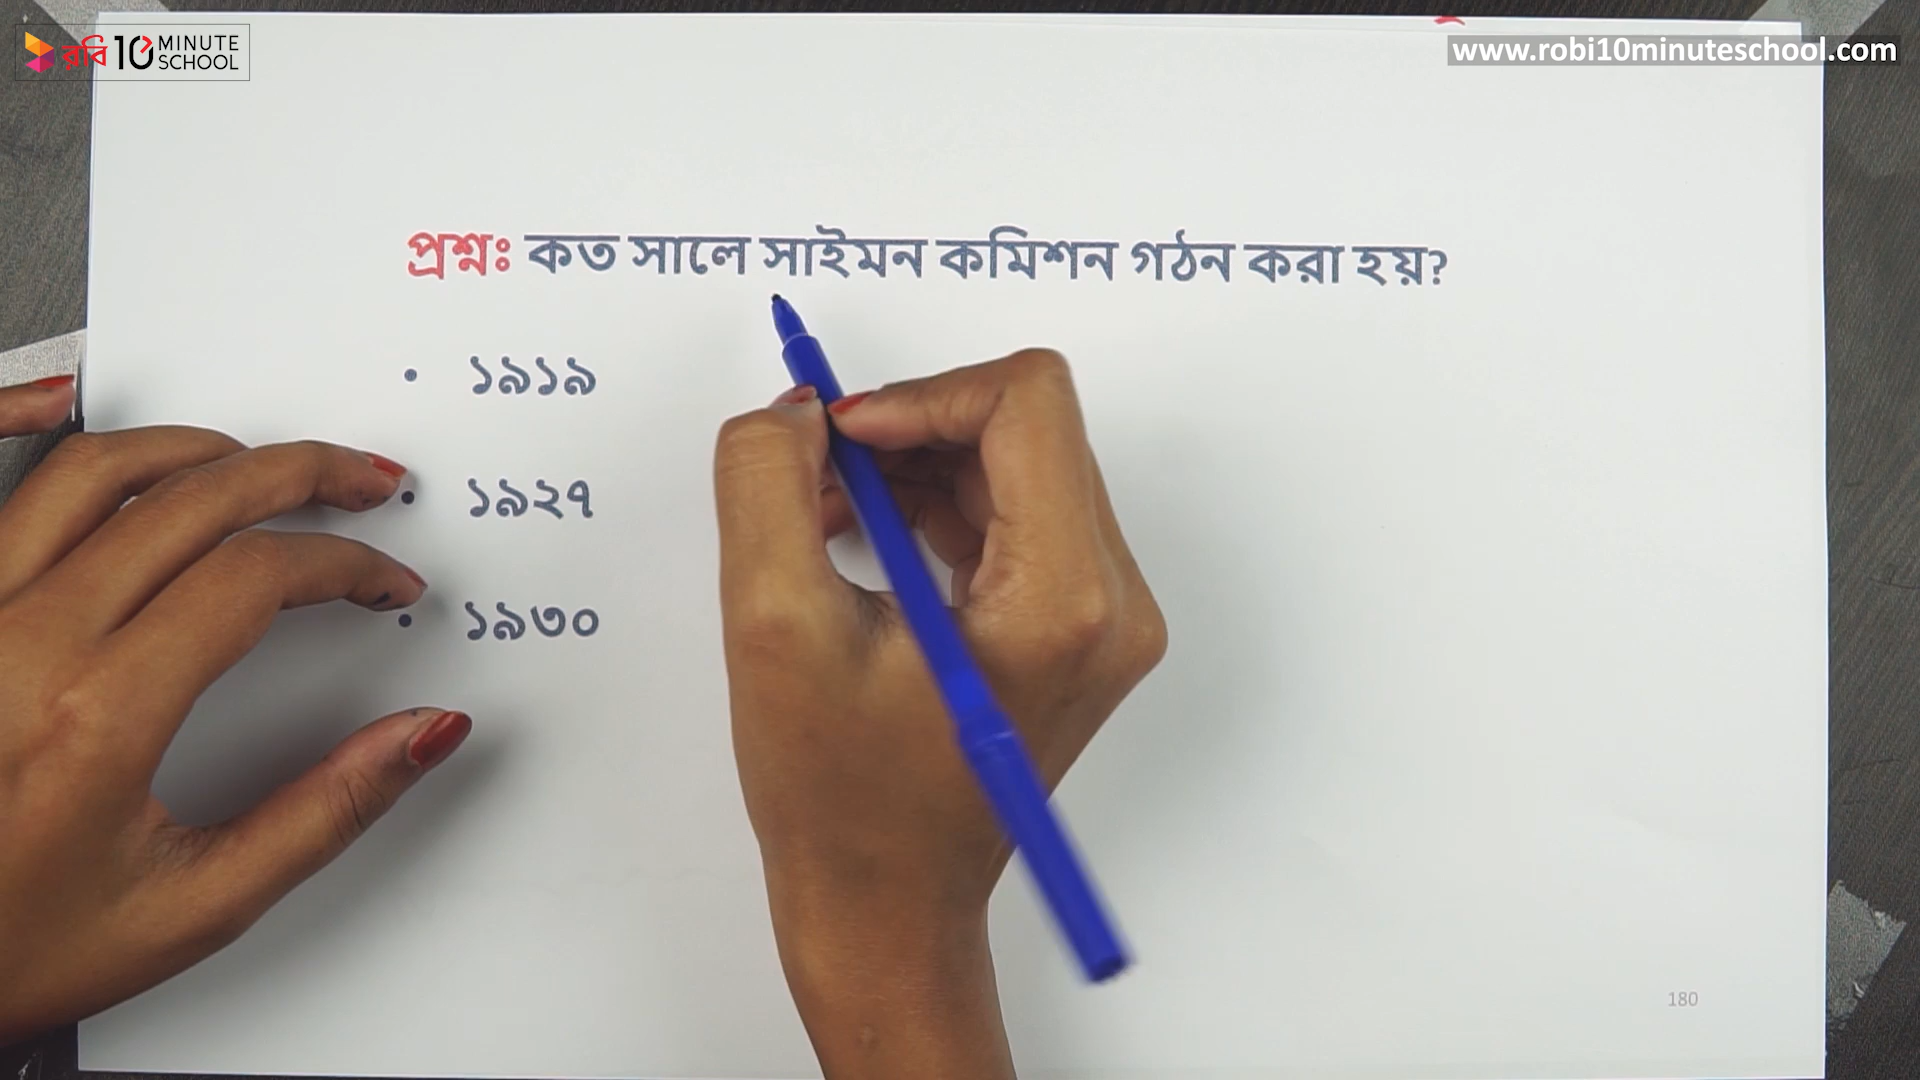 রবি 10 MINUTE SCHOOL
www.robi10minuteschool.com
প্রশ্নঃ কত সালে সাইমন কমিশন গঠন করা হয়?
• ১৯১৯
• ১৯২৭
• ১৯৩০
180